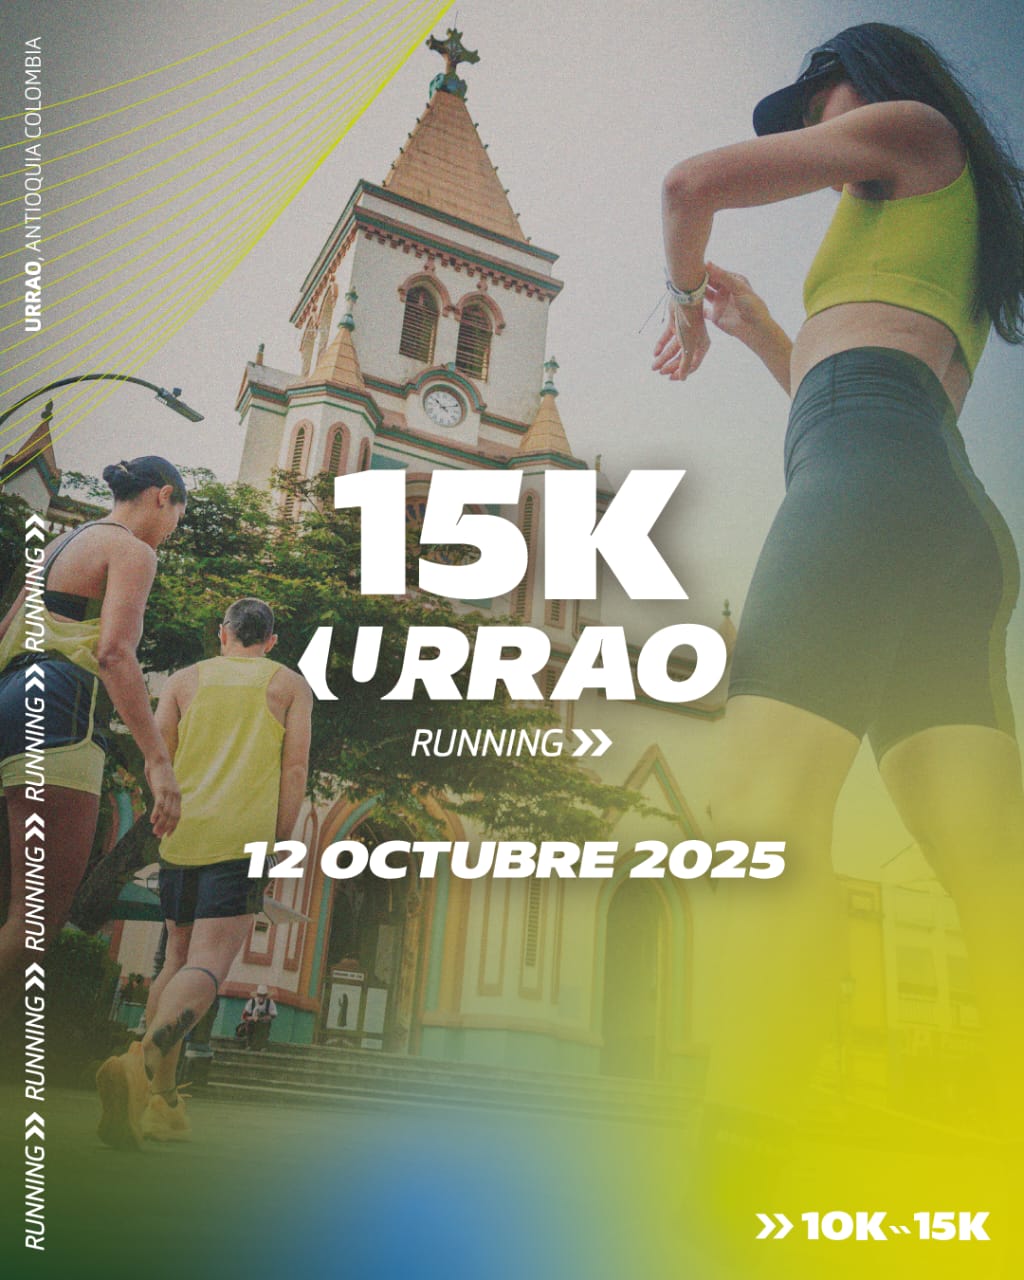 URRAO, ANTIOQUIA COLOMBIA
RUNNING » RUNNING » RUNNING » RUNNING » RUNNING »
15K
URRAO
RUNNING »
12 OCTUBRE 2025
» 10K 15K